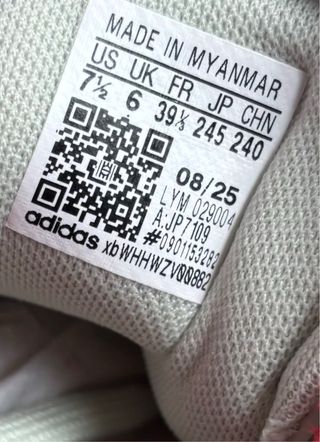 MADE IN MYANMAR
US UK FR JP CHN
7½ 6 39⅓ 245 240
08/25
LYM 029004
A:JP7109
#0901153282
adidas xbWHHWZV00882